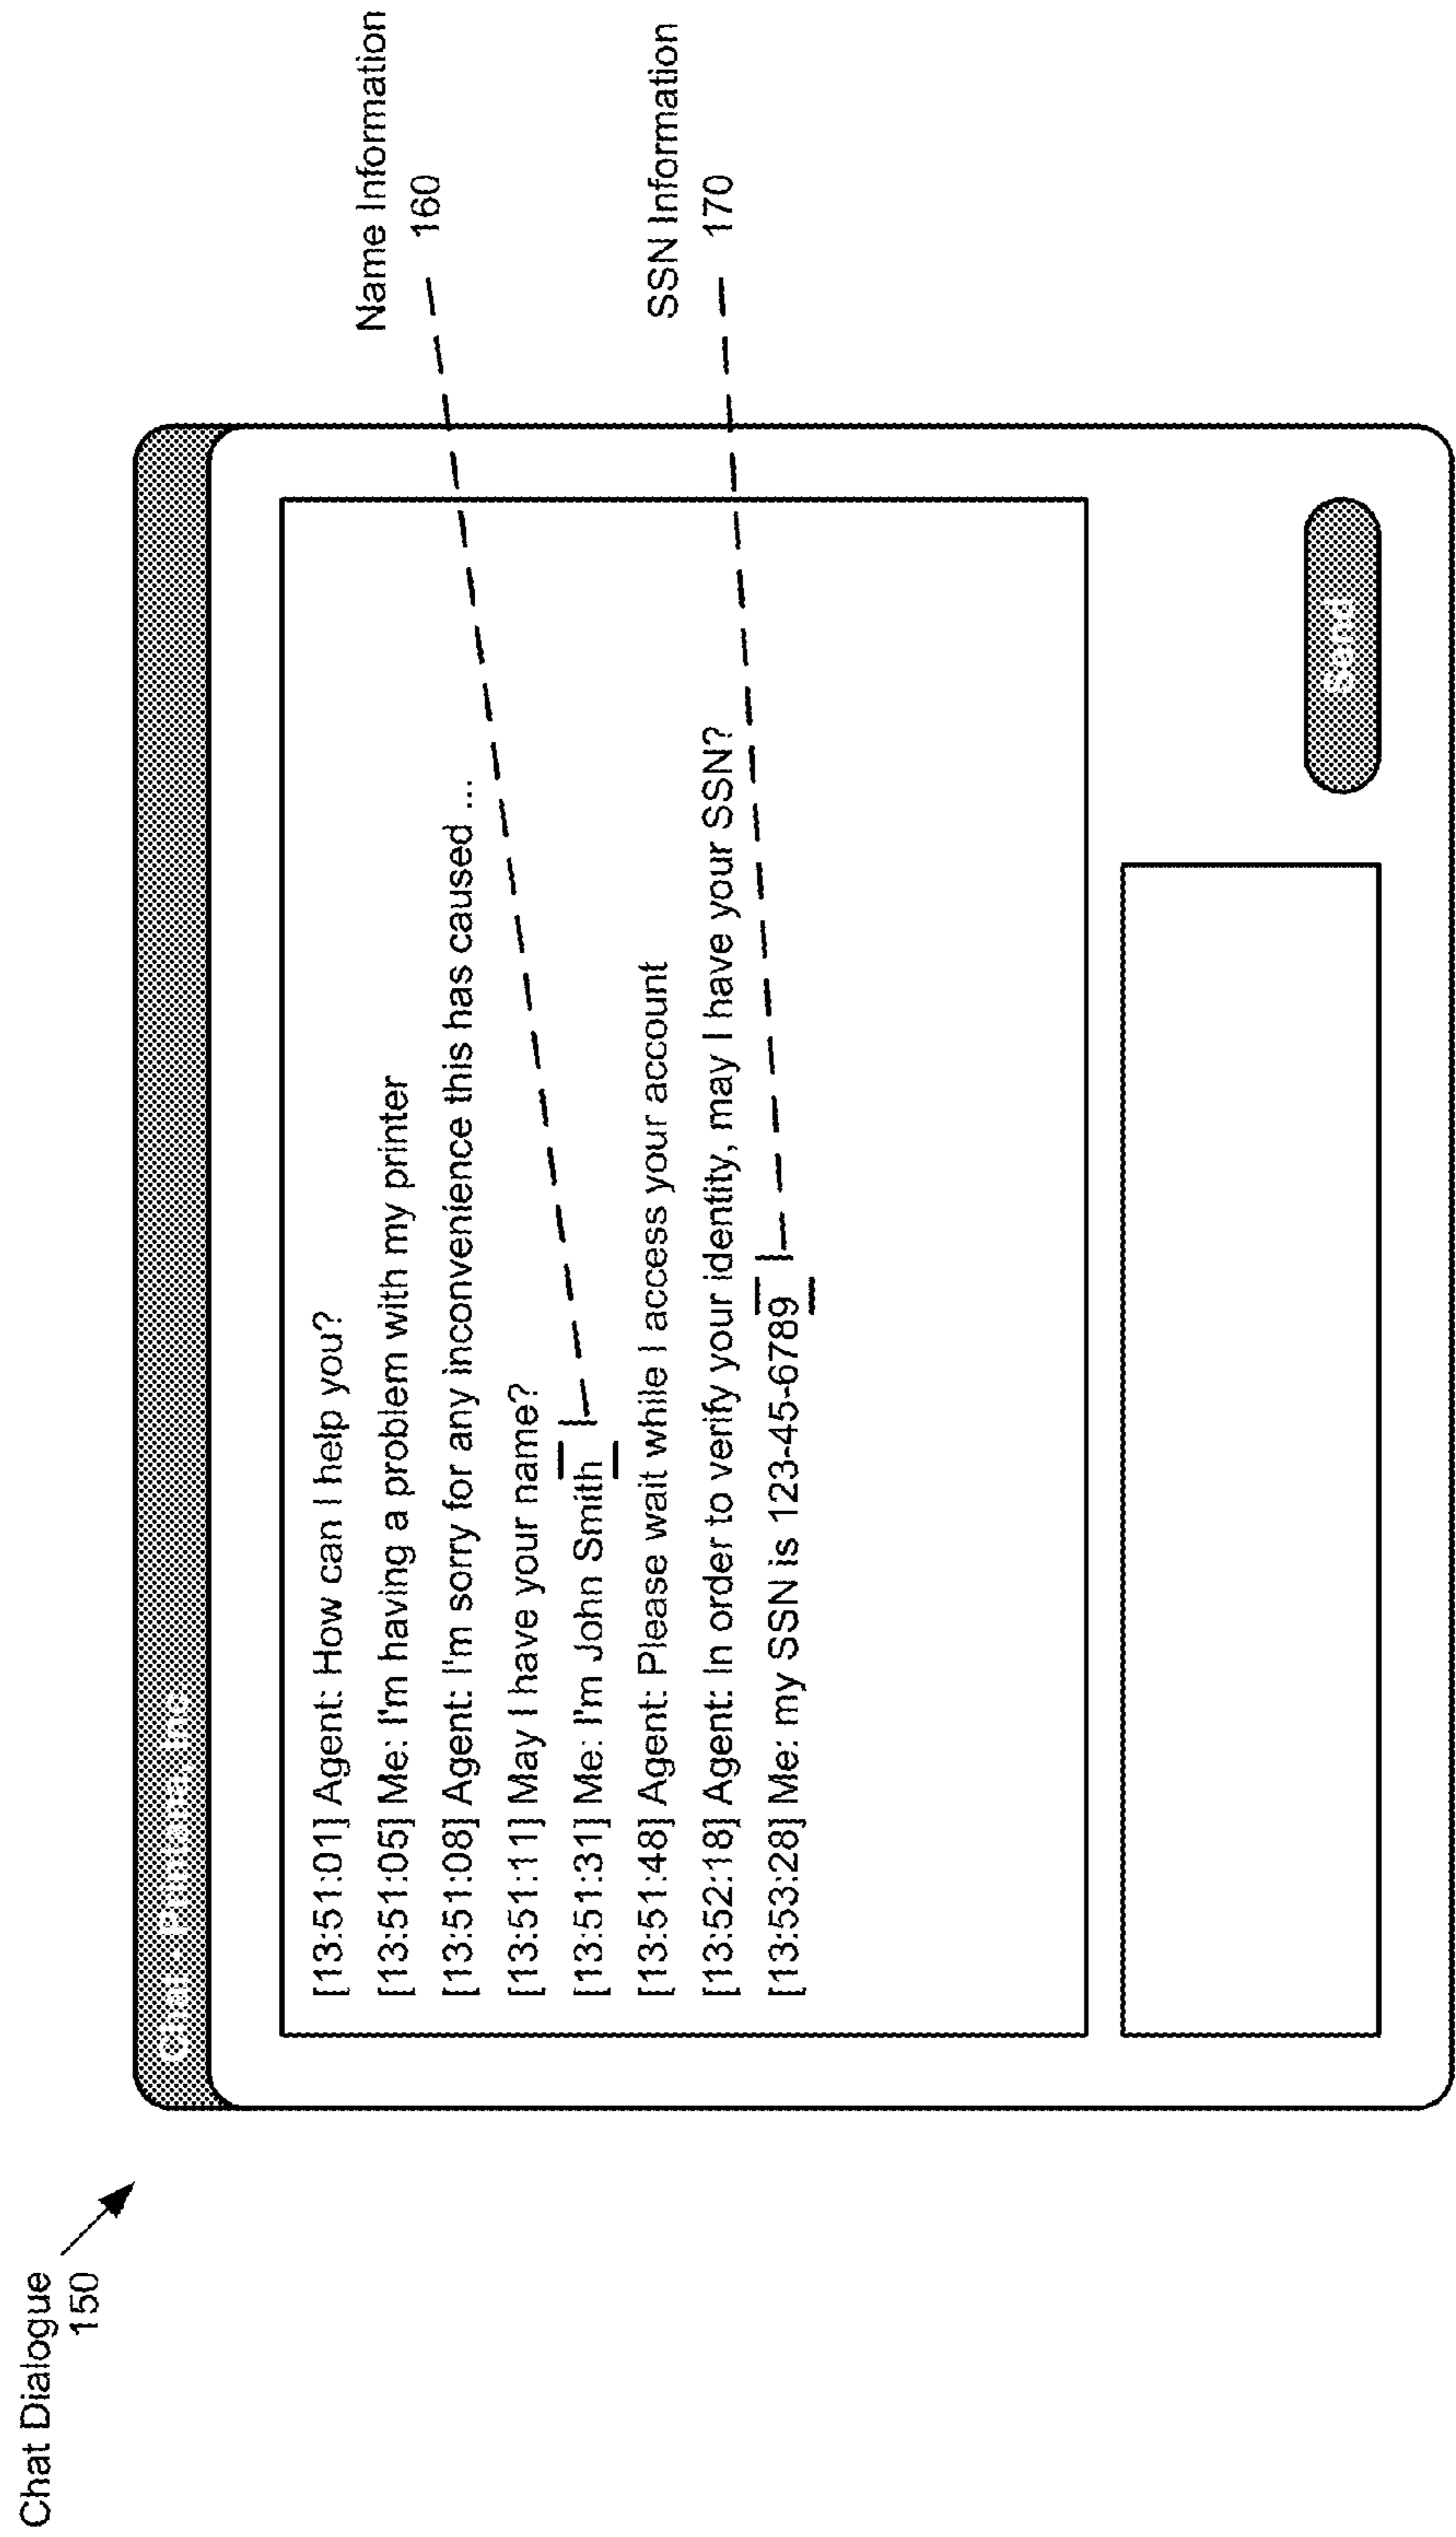 Chat Dialogue
150
[13:51:01] Agent: How can I help you?
[13:51:05] Me: I'm having a problem with my printer
[13:51:08] Agent: I'm sorry for any inconvenience this has caused ...
[13:51:11] May I have your name?
[13:51:31] Me: I'm John Smith
[13:51:48] Agent: Please wait while I access your account
[13:52:18] Agent: In order to verify your identity, may I have your SSN?
[13:53:28] Me: my SSN is 123-45-6789
Send
Name Information
160
SSN Information
170